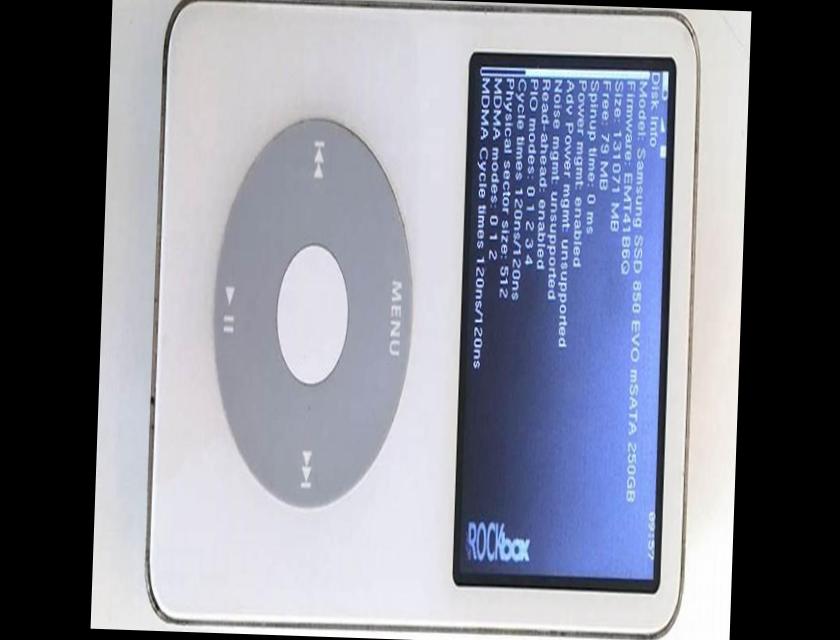 Disk Info
09:57
Model: Samsung SSD 850 EVO mSATA 250GB
Firmware: EMT41B6Q
Size: 131071 MB
Free: 79 MB
Spinup time: 0 ms
Power mgmt: enabled
Adv Power mgmt: unsupported
Noise mgmt: unsupported
Read-ahead: enabled
PIO modes: 0 1 2 3 4
Cycle times 120ns/120ns
Physical sector size: 512
MDMA modes: 0 1 2
MDMA Cycle times 120ns/120ns
ROCKbox
MENU